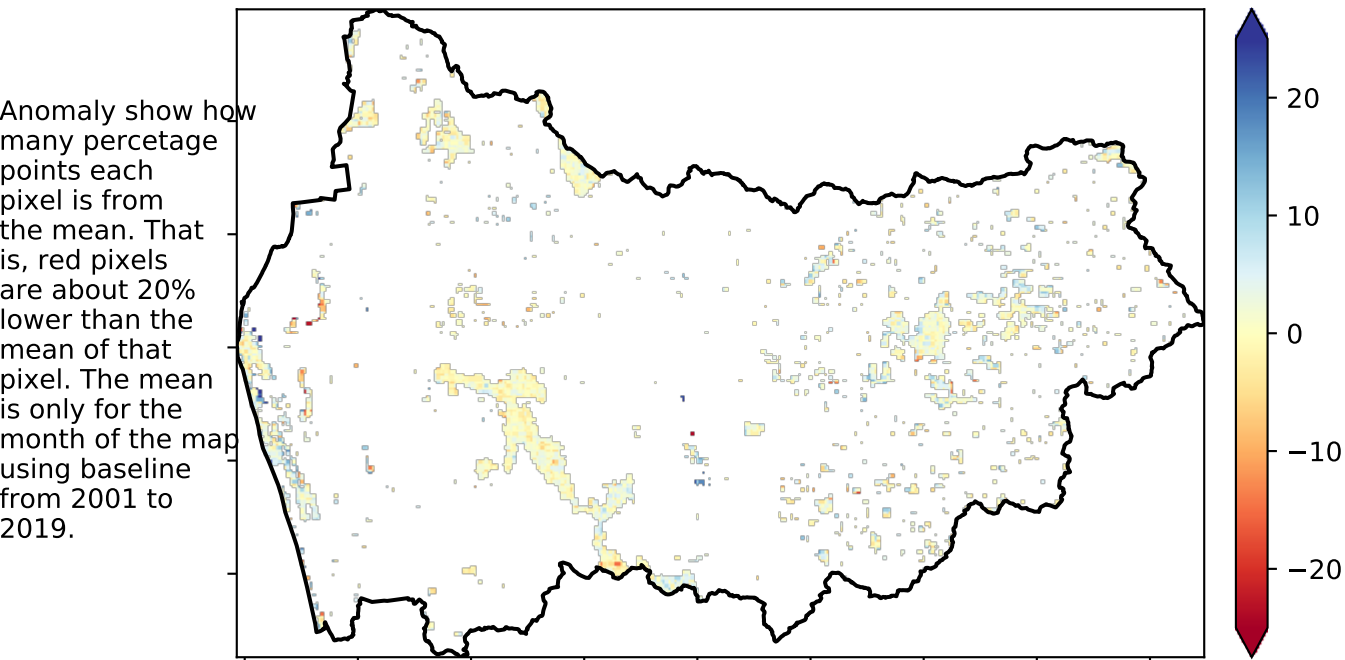 Anomaly show how
many percetage
points each
pixel is from
the mean. That
is, red pixels
are about 20%
lower than the
mean of that
pixel. The mean
is only for the
month of the map
using baseline
from 2001 to
2019.
20
10
0
−10
−20